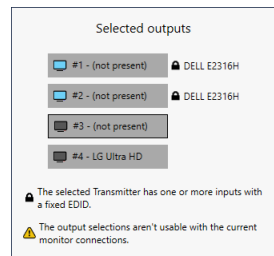 Selected outputs
#1 - (not present) DELL E2316H
#2 - (not present) DELL E2316H
#3 - (not present)
#4 - LG Ultra HD
The selected Transmitter has one or more inputs with
a fixed EDID.
The output selections aren't usable with the current
monitor connections.